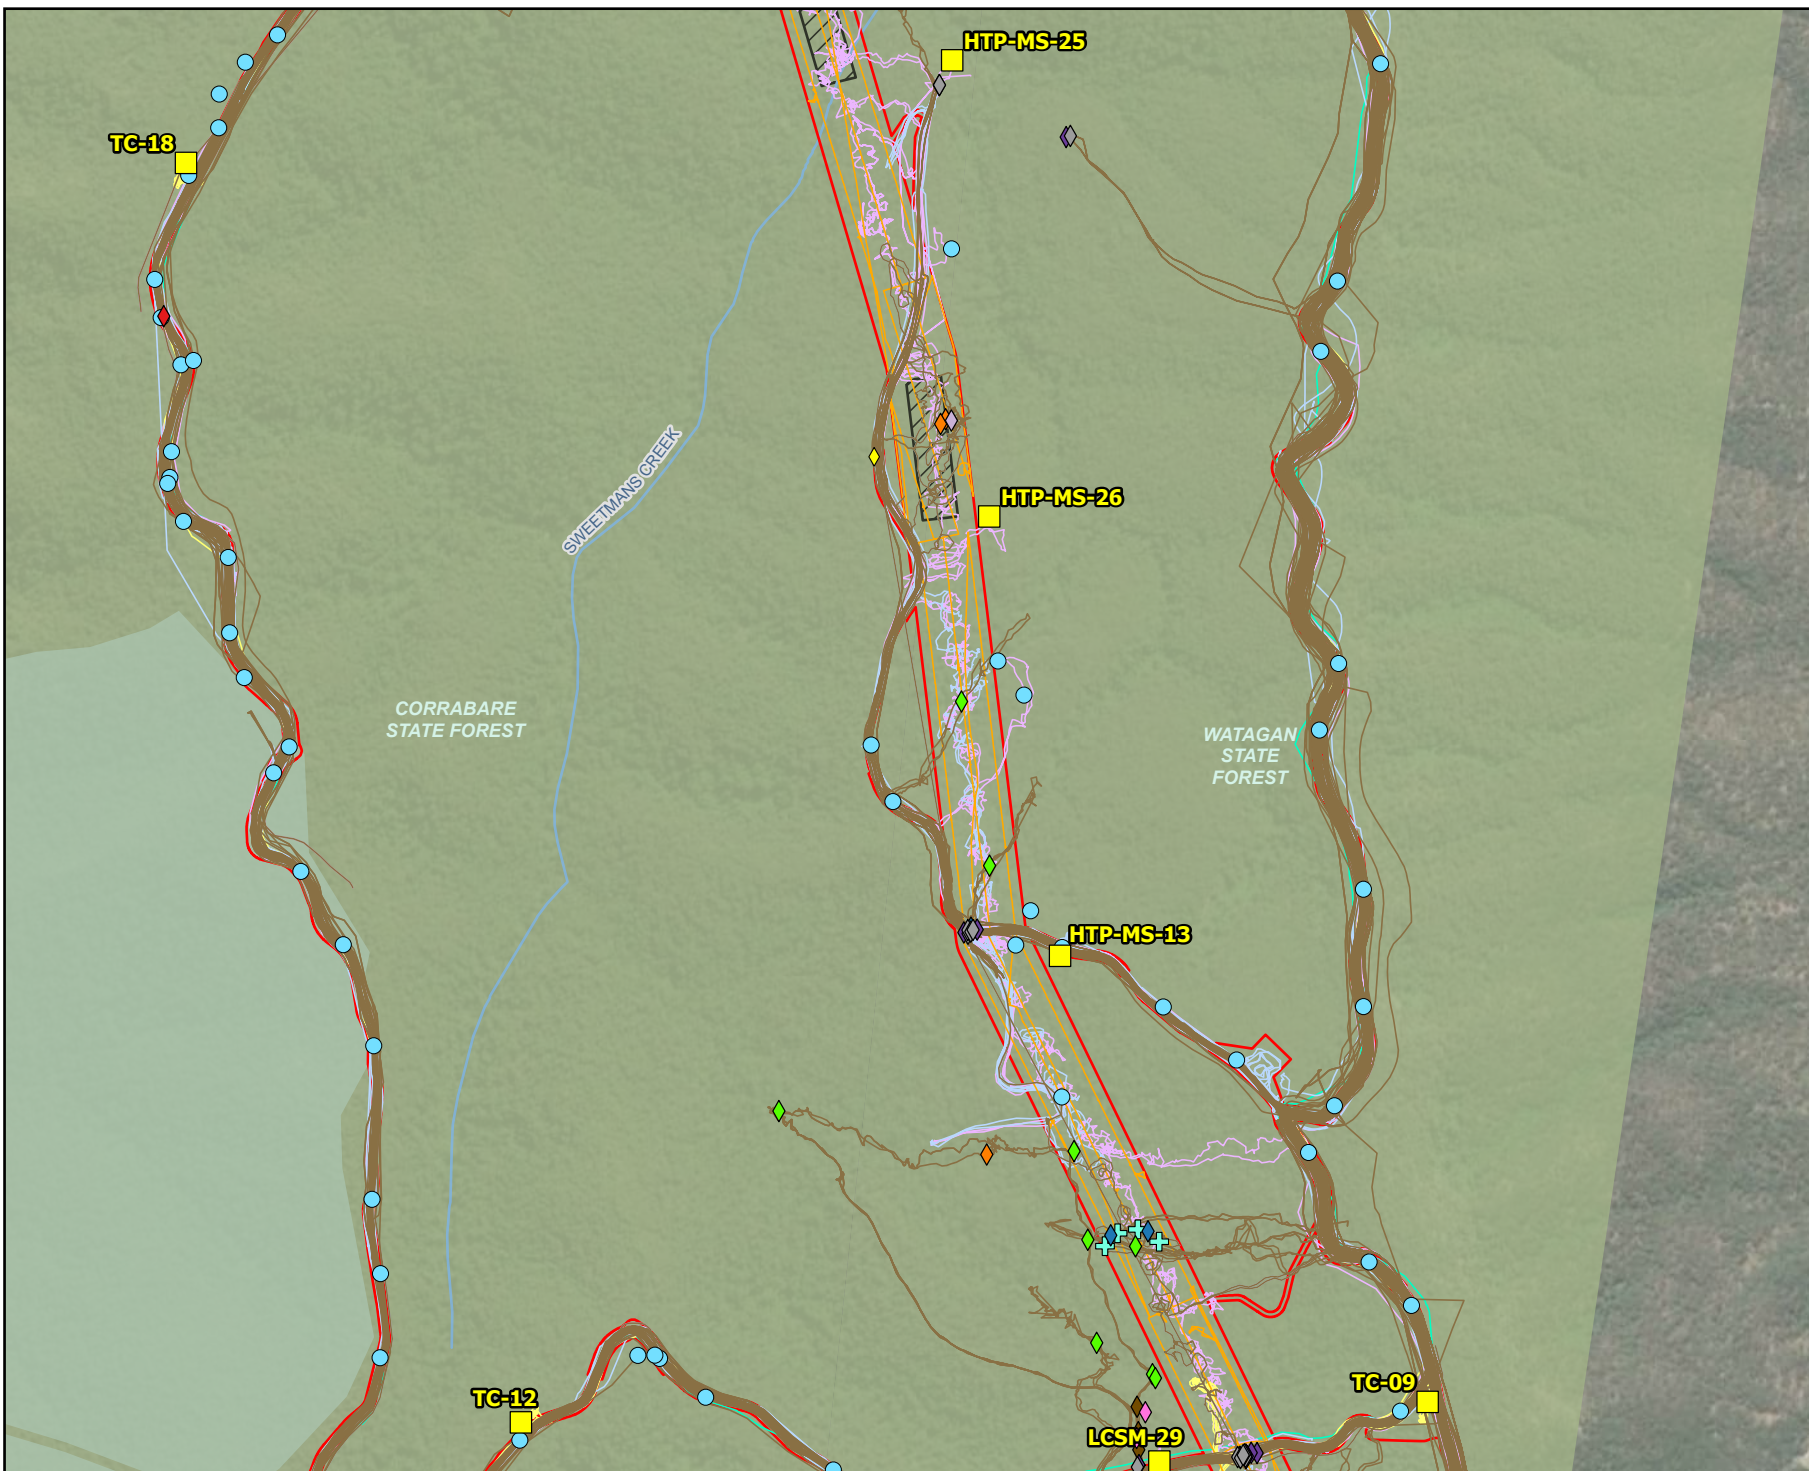 HTP-MS-25
TC-18
SWEETMANS CREEK
HTP-MS-26
CORRABARE
STATE FOREST
WATAGAN
STATE
FOREST
HTP-MS-13
TC-12
TC-09
LCSM-29